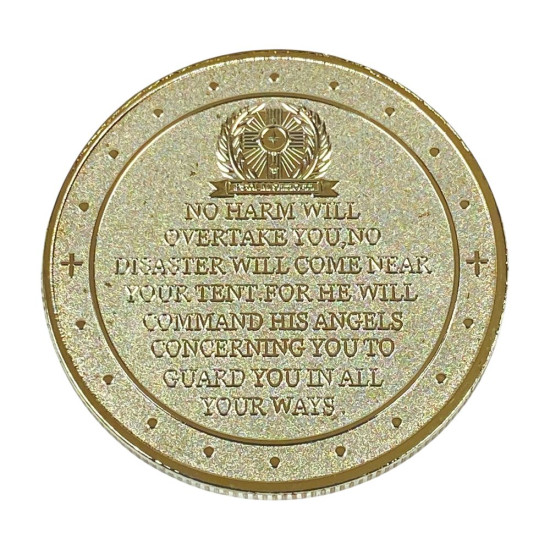 NO HARM WILL
OVERTAKE YOU,NO
DISASTER WILL COME NEAR
YOUR TENT.FOR HE WILL
COMMAND HIS ANGELS
CONCERNING YOU TO
GUARD YOU IN ALL
YOUR WAYS .